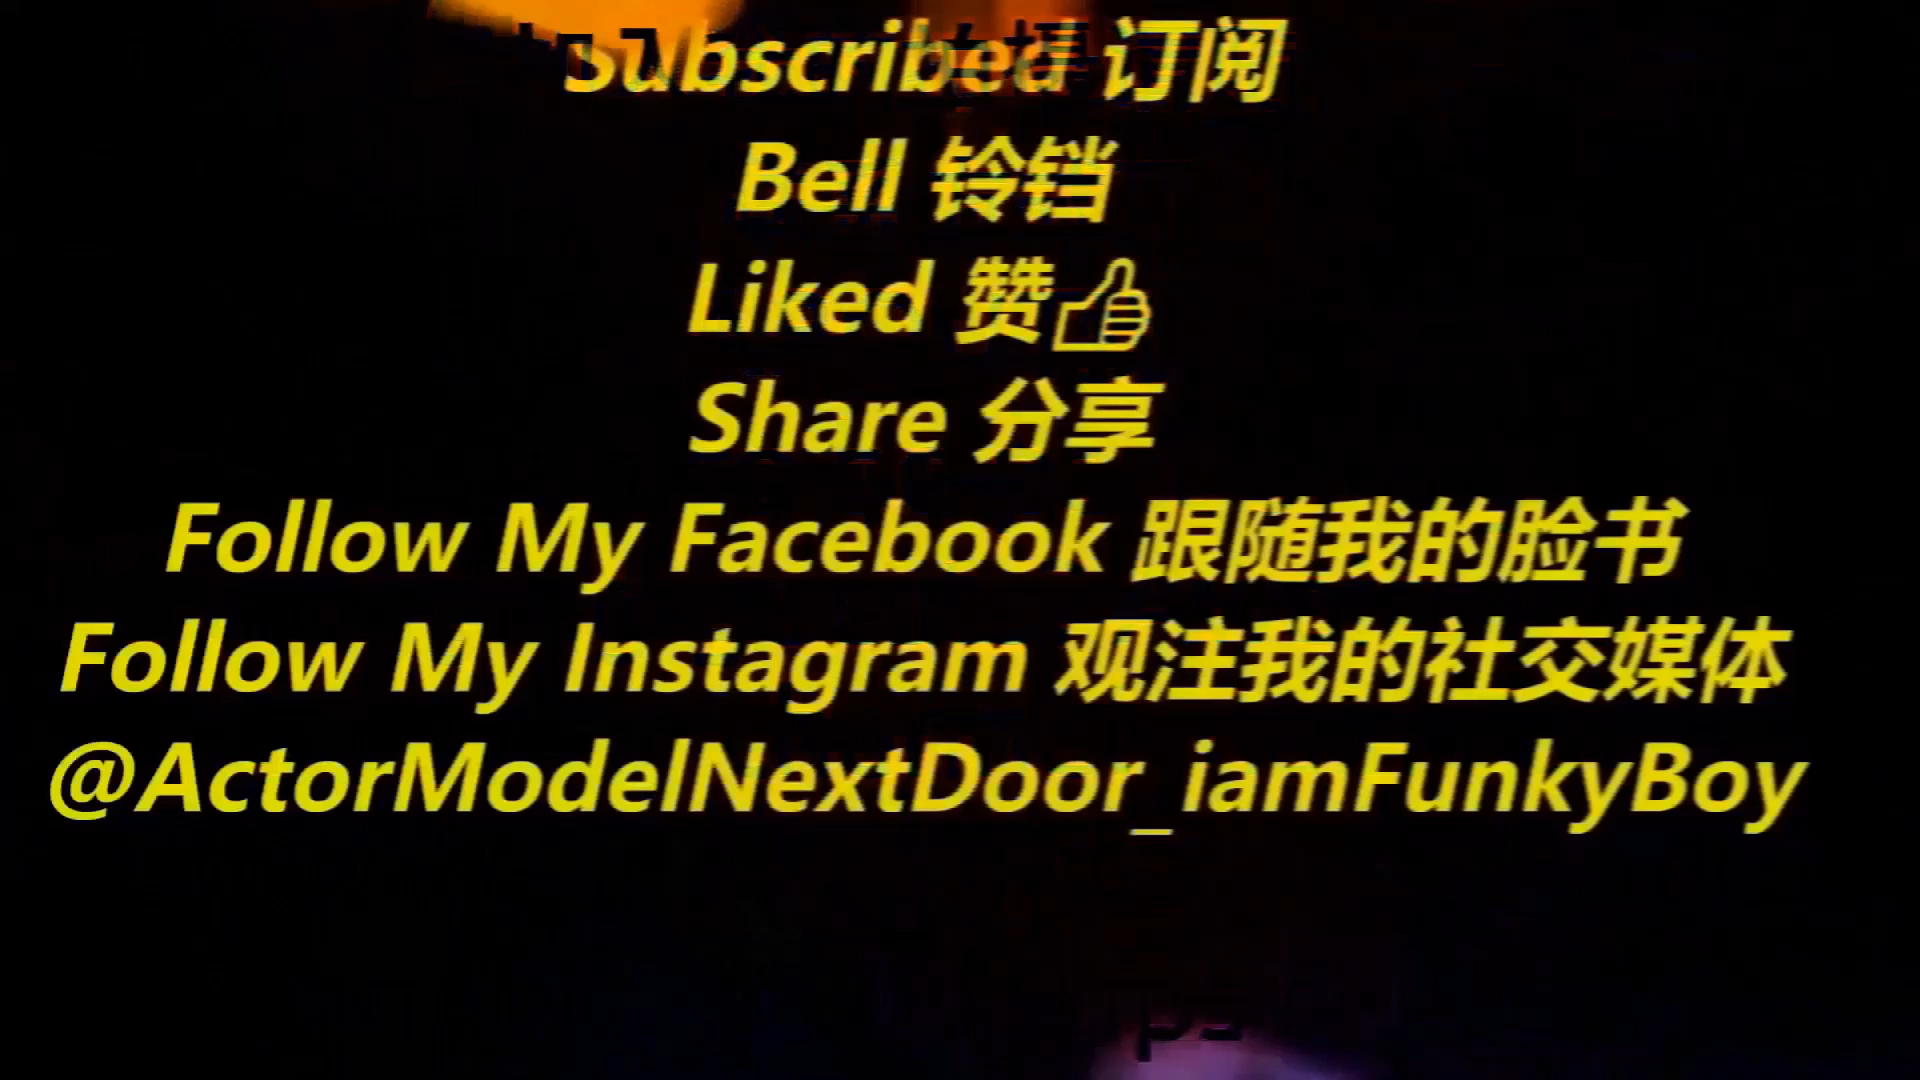 Subscribed 订阅
Bell 铃铛
Liked 赞👍
Share 分享
Follow My Facebook 跟随我的脸书
Follow My Instagram 观注我的社交媒体
@ActorModelNextDoor_iamFunkyBoy